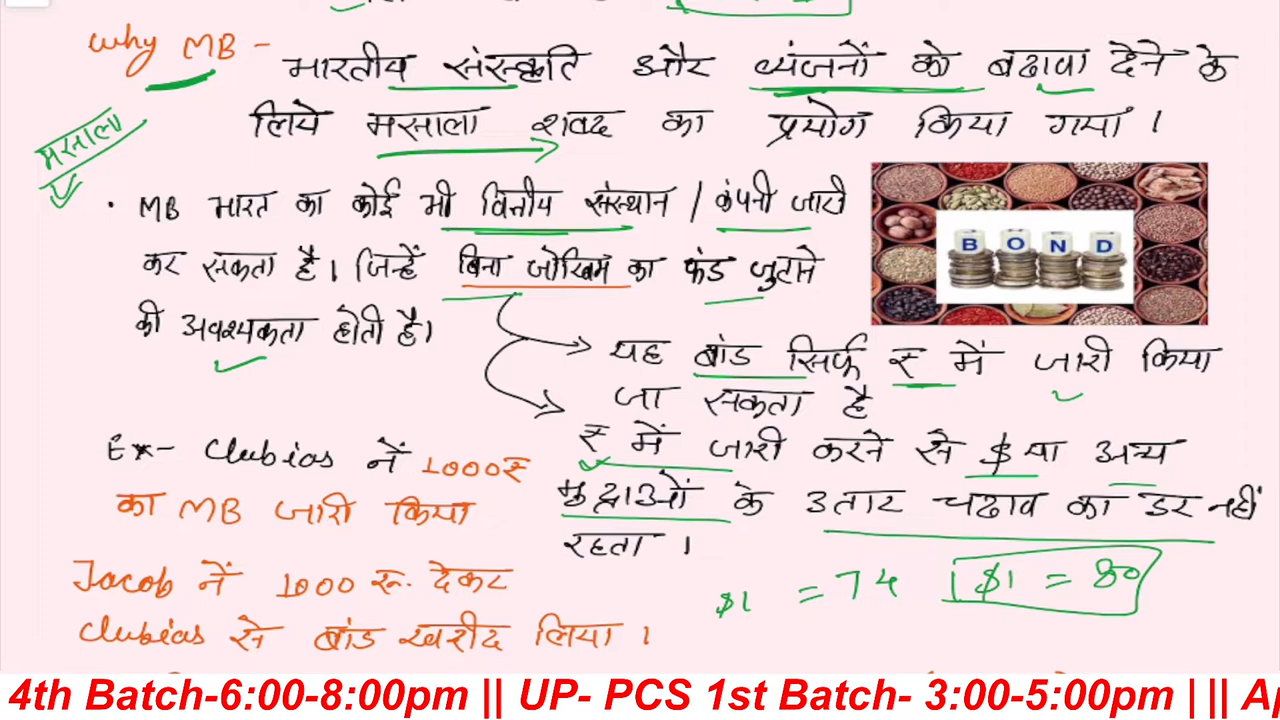 Why MB -
भारतीय संस्कृति और व्यंजनों को बढावा देने के
लिये मसाला शवद का प्रयोग किया गया ।
मसाला
· MB भारत का कोई भी वित्तीय संस्थान / कंपनी जारी
कर सकता है। जिन्हें बिना जोखिम का फंड जुटाने
की अवश्यकता होती है।
BOND
यह बांड सिर्फ ₹ में जारी किया
जा सकता है
₹ में जारी करने से $ या अन्य
मुद्राओं के उतार चढाव का डर नहीं
रहता ।
$1 = 74 $1 = 80
Ex- Clubias नें 1000₹
का MB जारी किया
Jacob नें 1000 रू. देकर
Clubias से बांड खरीद लिया ।
4th Batch-6:00-8:00pm || UP- PCS 1st Batch- 3:00-5:00pm | || A